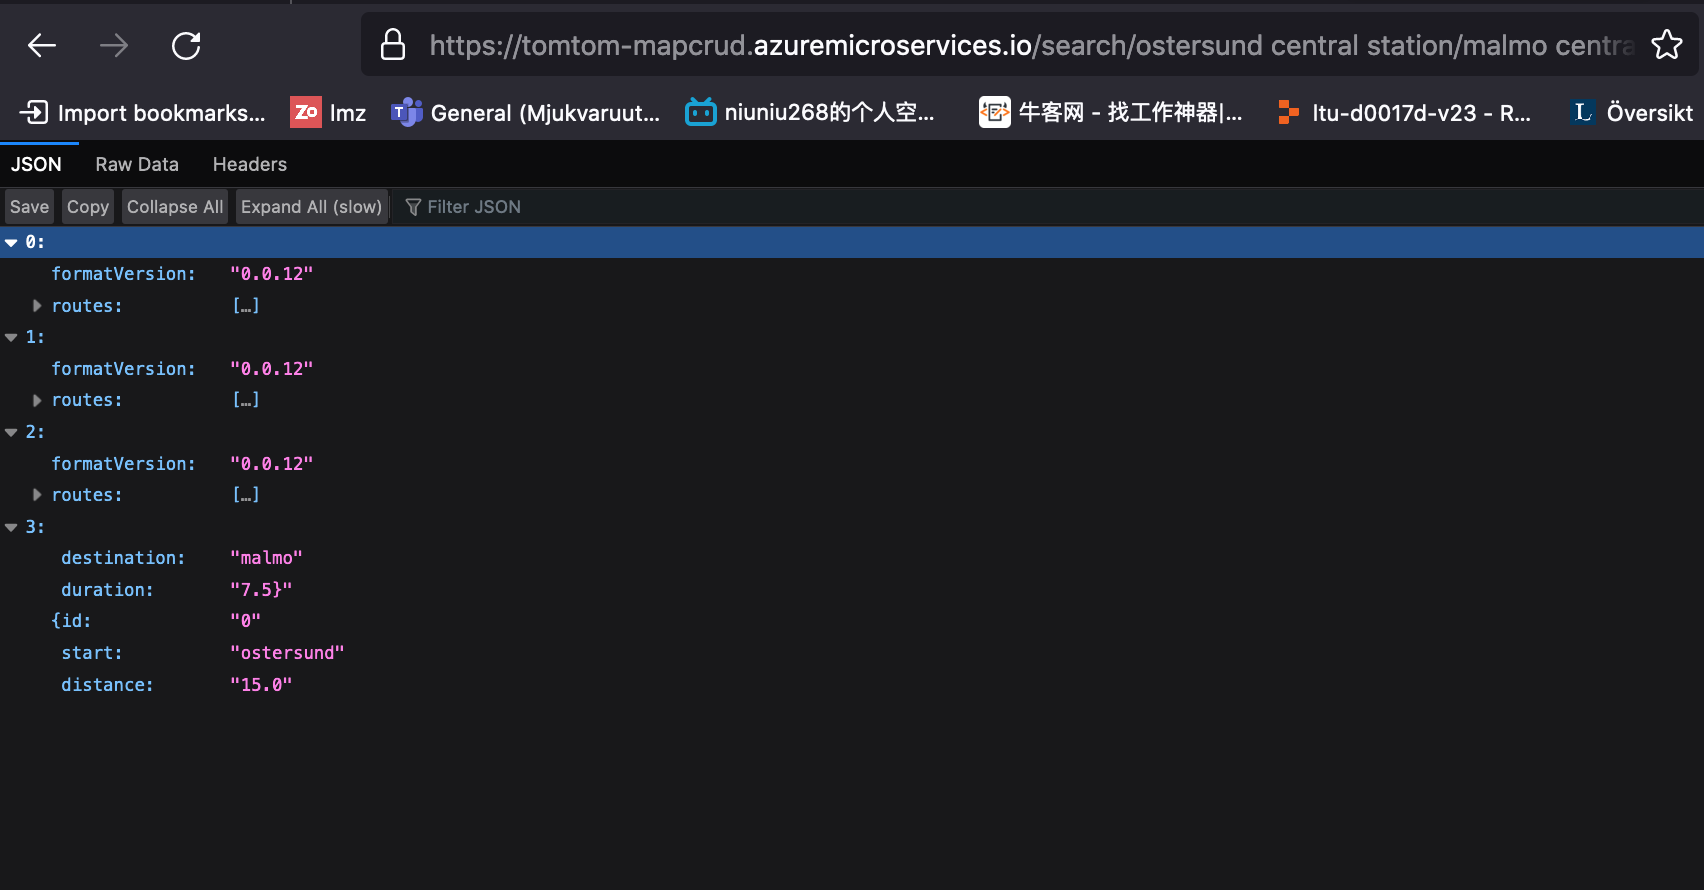 https://tomtom-mapcrud.azuremicroservices.io/search/ostersund central station/malmo centra
Import bookmarks... Zo lmz T General (Mjukvaruut... niuniu268的个人空... 牛客网 - 找工作神器|... ltu-d0017d-v23 - R... L Översikt
JSON Raw Data Headers
Save Copy Collapse All Expand All (slow) Filter JSON
0:
formatVersion: "0.0.12"
routes: […]
1:
formatVersion: "0.0.12"
routes: […]
2:
formatVersion: "0.0.12"
routes: […]
3:
destination: "malmo"
duration: "7.5}"
{id: "0"
start: "ostersund"
distance: "15.0"